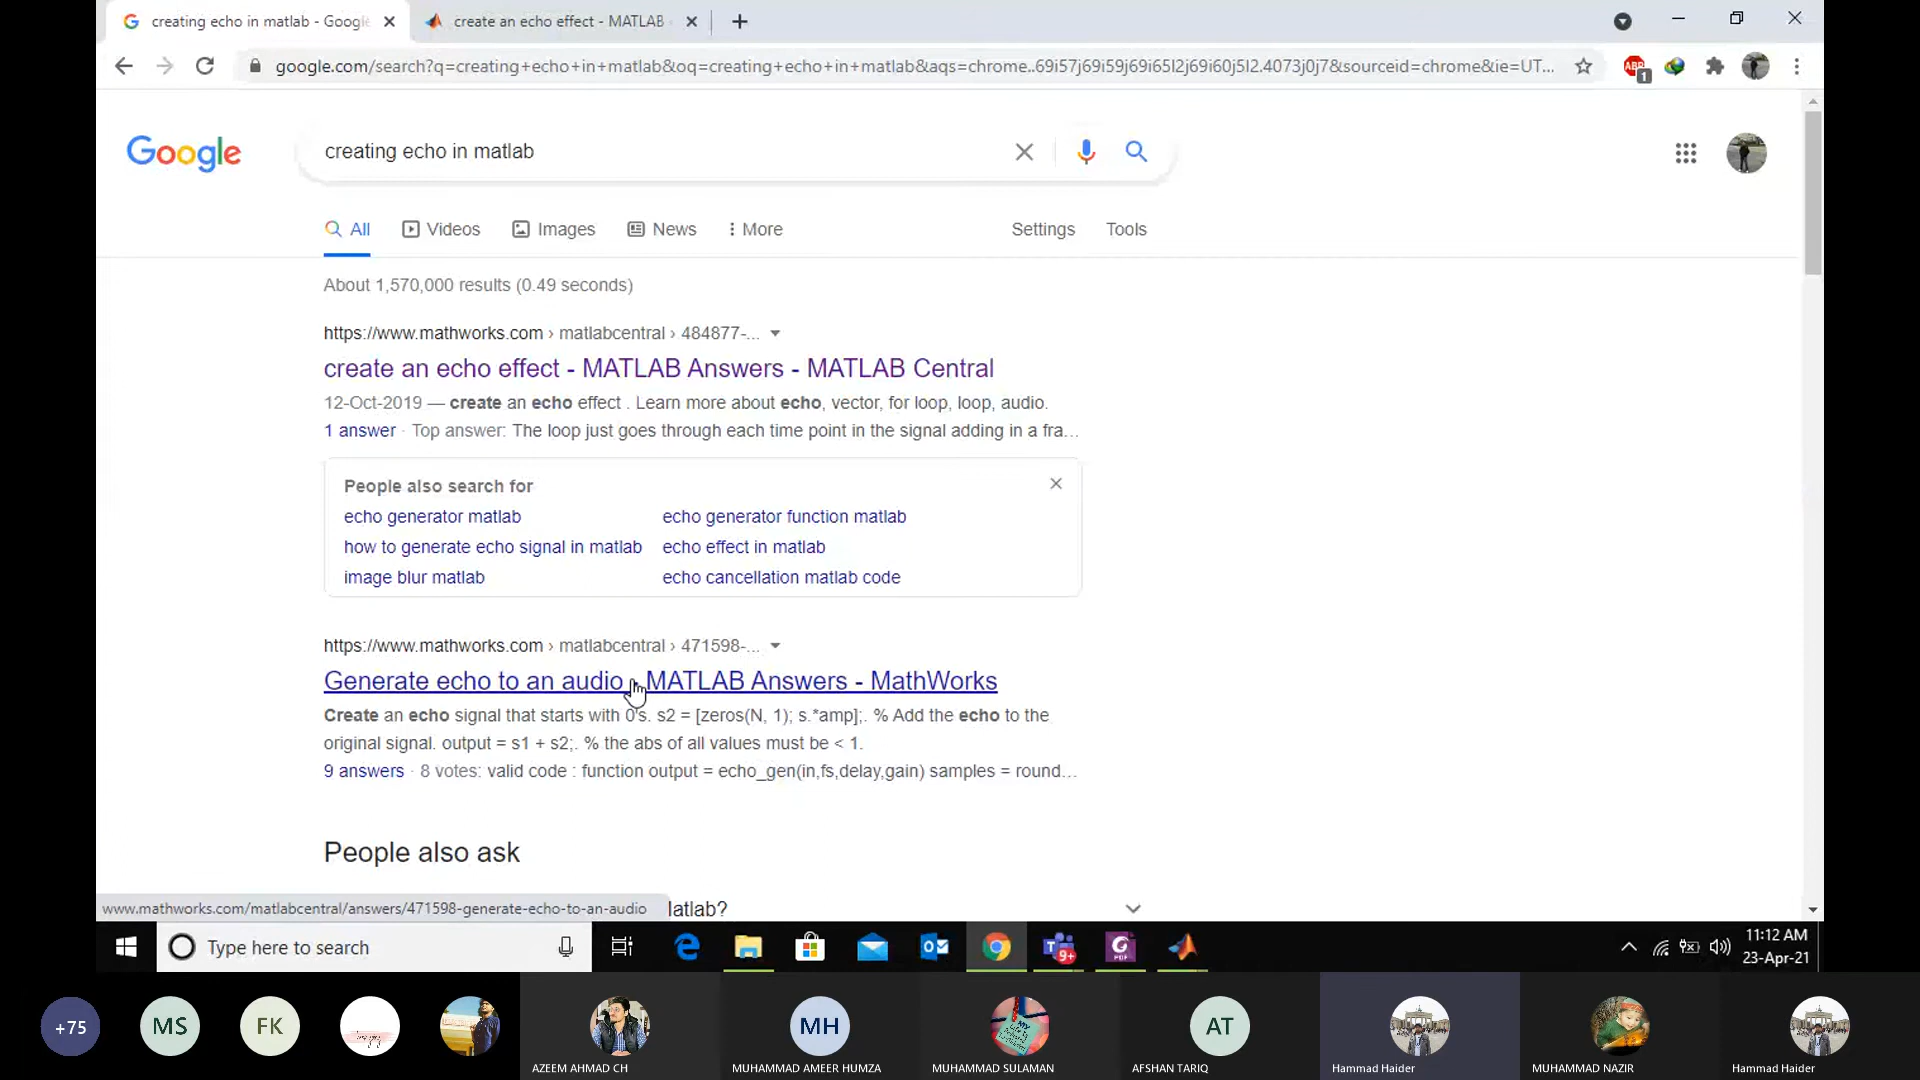 creating echo in matlab - Google
create an echo effect - MATLAB
google.com/search?q=creating+echo+in+matlab&oq=creating+echo+in+matlab&aqs=chrome..69i57j69i59j69i65l2j69i60j5l2.4073j0j7&sourceid=chrome&ie=UT...
ABP
1
Google
creating echo in matlab
All
Videos
Images
News
More
Settings
Tools
About 1,570,000 results (0.49 seconds)
https://www.mathworks.com › matlabcentral › 484877-...
create an echo effect - MATLAB Answers - MATLAB Central
12-Oct-2019 — create an echo effect . Learn more about echo, vector, for loop, loop, audio.
1 answer · Top answer: The loop just goes through each time point in the signal adding in a fra...
People also search for
echo generator matlab
echo generator function matlab
how to generate echo signal in matlab
echo effect in matlab
image blur matlab
echo cancellation matlab code
https://www.mathworks.com › matlabcentral › 471598-...
Generate echo to an audio - MATLAB Answers - MathWorks
Create an echo signal that starts with 0's. s2 = [zeros(N, 1); s.*amp];. % Add the echo to the
original signal. output = s1 + s2;. % the abs of all values must be < 1.
9 answers · 8 votes: valid code : function output = echo_gen(in,fs,delay,gain) samples = round...
People also ask
latlab?
www.mathworks.com/matlabcentral/answers/471598-generate-echo-to-an-audio
Type here to search
9+
PDF
11:12 AM
23-Apr-21
+75
MS
FK
MH
AT
AZEEM AHMAD CH
MUHAMMAD AMEER HUMZA
MUHAMMAD SULAMAN
AFSHAN TARIQ
Hammad Haider
MUHAMMAD NAZIR
Hammad Haider